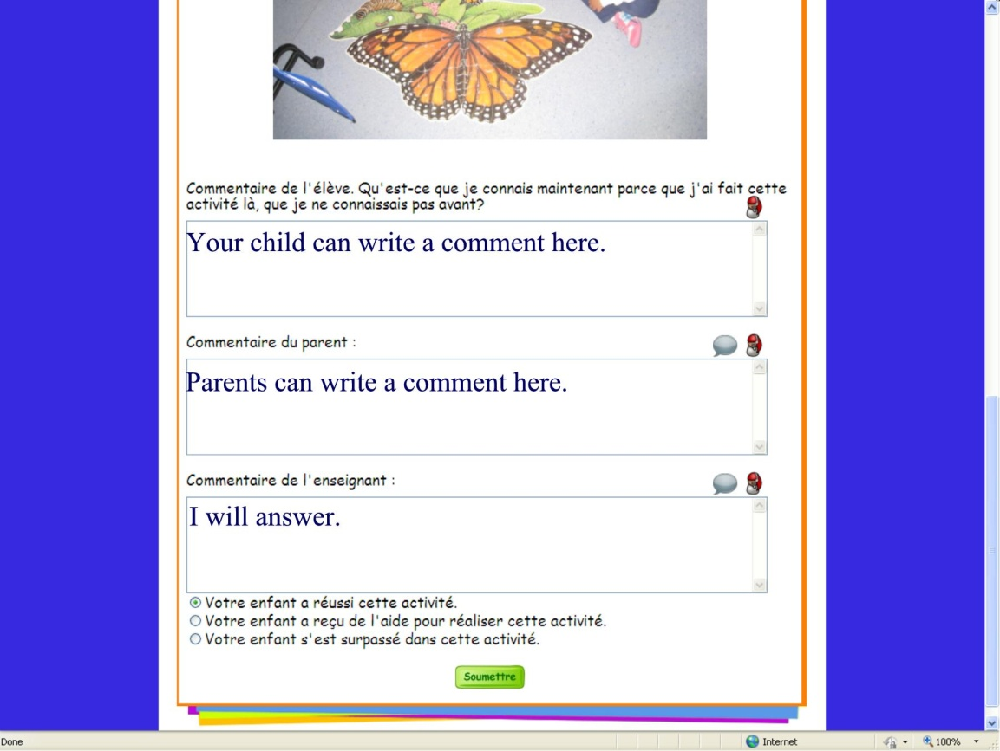 Commentaire de l'élève. Qu'est-ce que je connais maintenant parce que j'ai fait cette
activité là, que je ne connaissais pas avant?
Your child can write a comment here.
Commentaire du parent :
Parents can write a comment here.
Commentaire de l'enseignant :
I will answer.
Votre enfant a réussi cette activité.
Votre enfant a reçu de l'aide pour réaliser cette activité.
Votre enfant s'est surpassé dans cette activité.
Soumettre
Done
Internet
100%